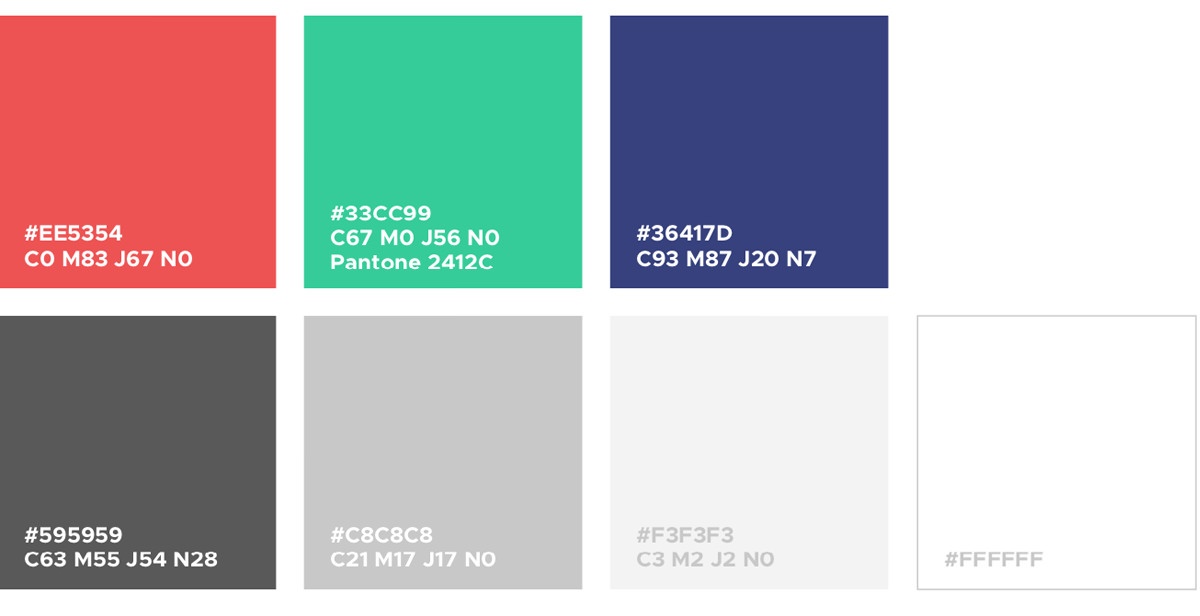 #EE5354
C0 M83 J67 N0
#33CC99
C67 M0 J56 N0
Pantone 2412C
#36417D
C93 M87 J20 N7
#595959
C63 M55 J54 N28
#C8C8C8
C21 M17 J17 N0
#F3F3F3
C3 M2 J2 N0
#FFFFFF